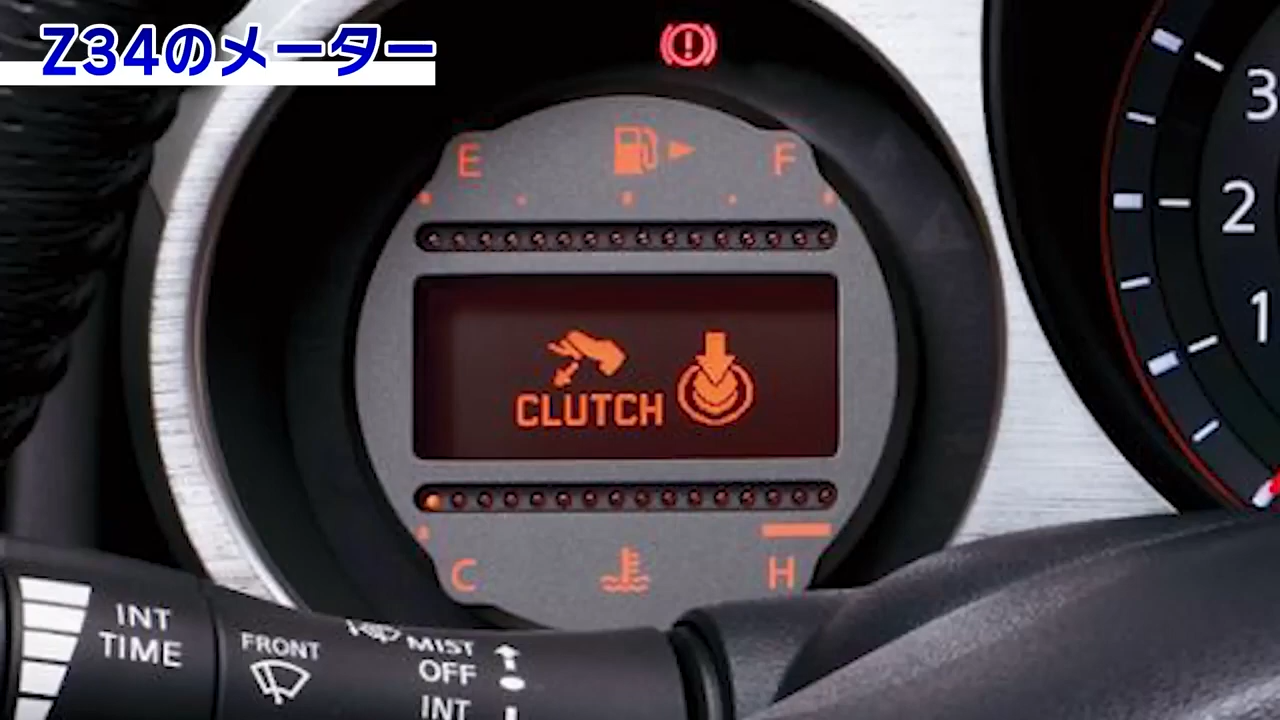 Z34のメーター
E
F
3
2
1
CLUTCH
C
H
INT
TIME
FRONT
MIST
OFF
INT